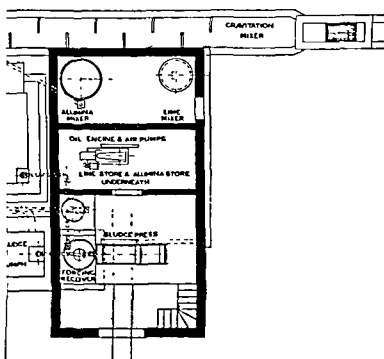 GRAVITATION
MIXER
ALUMINA
MIXER
LIME
MIXER
OIL ENGINE & AIR PUMPS
LIME STORE & ALUMINA STORE
UNDERNEATH
SLUDGE PRESS
FORCING
RECEIVER